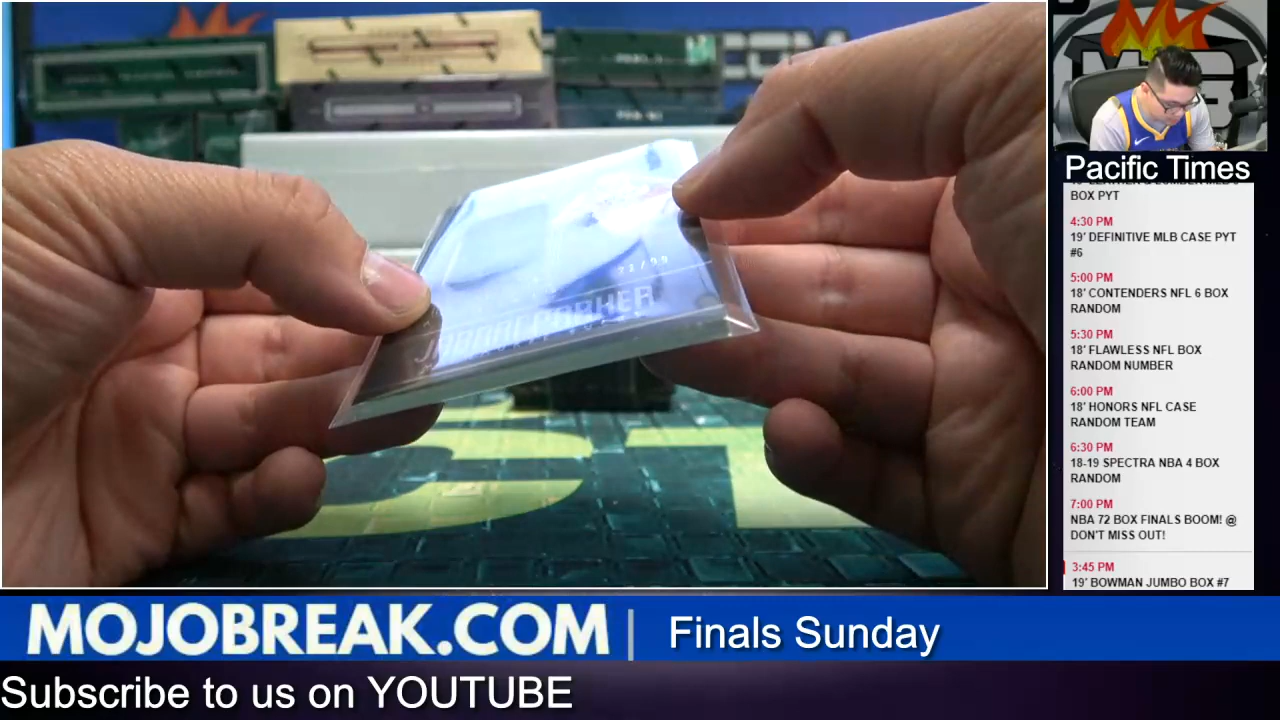 23/99
JABARI PARKER
Pacific Times
BOX PYT
4:30 PM
19' DEFINITIVE MLB CASE PYT
#6
5:00 PM
18' CONTENDERS NFL 6 BOX
RANDOM
5:30 PM
18' FLAWLESS NFL BOX
RANDOM NUMBER
6:00 PM
18' HONORS NFL CASE
RANDOM TEAM
6:30 PM
18-19 SPECTRA NBA 4 BOX
RANDOM
7:00 PM
NBA 72 BOX FINALS BOOM! @
DON'T MISS OUT!
3:45 PM
19' BOWMAN JUMBO BOX #7
MOJOBREAK.COM | Finals Sunday
Subscribe to us on YOUTUBE